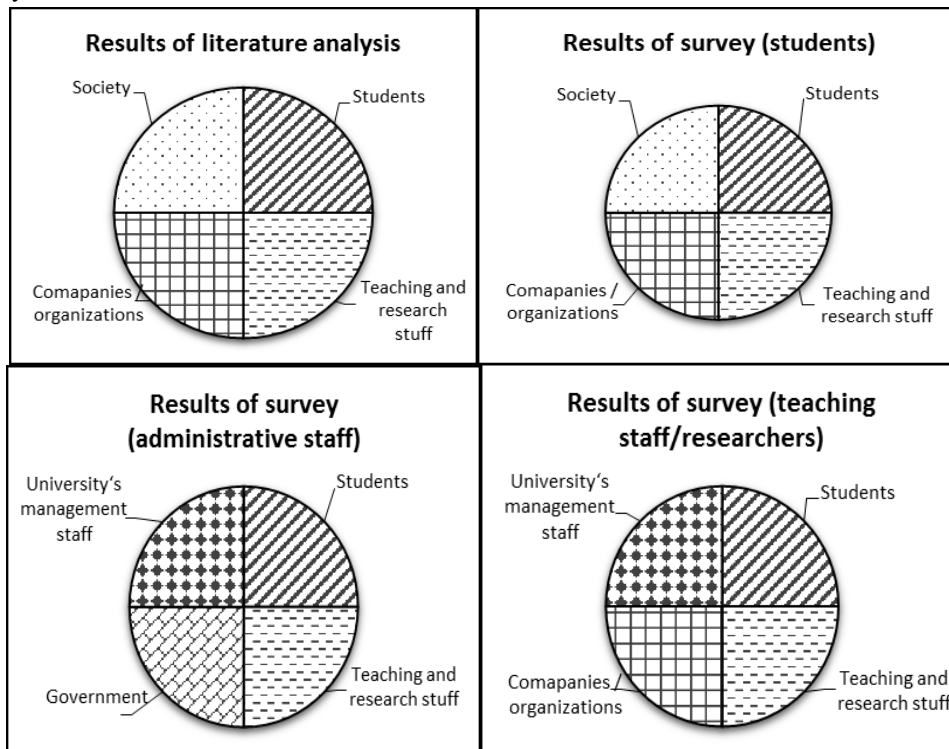 Results of literature analysis
Society
Students
Comapanies /
organizations
Teaching and
research
stuff
Results of survey (students)
Society
Students
Comapanies /
organizations
Teaching and
research stuff
Results of survey
(administrative staff)
University's
management
staff
Students
Government
Teaching and
research stuff
Results of survey (teaching
staff/researchers)
University's
management
staff
Students
Comapanies /
organizations
Teaching and
research stuff